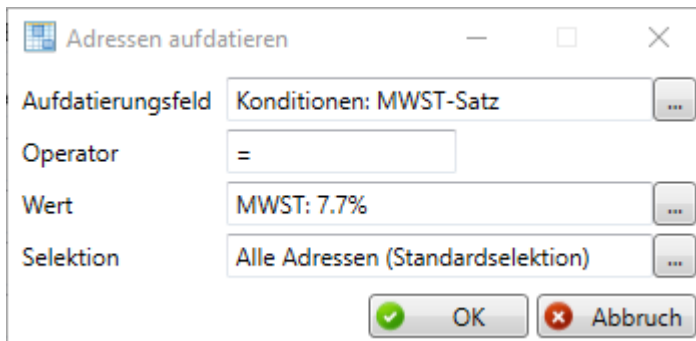 Adressen aufdatieren
Aufdatierungsfeld Konditionen: MWST-Satz ...
Operator =
Wert MWST: 7.7% ...
Selektion Alle Adressen (Standardselektion) ...
OK Abbruch